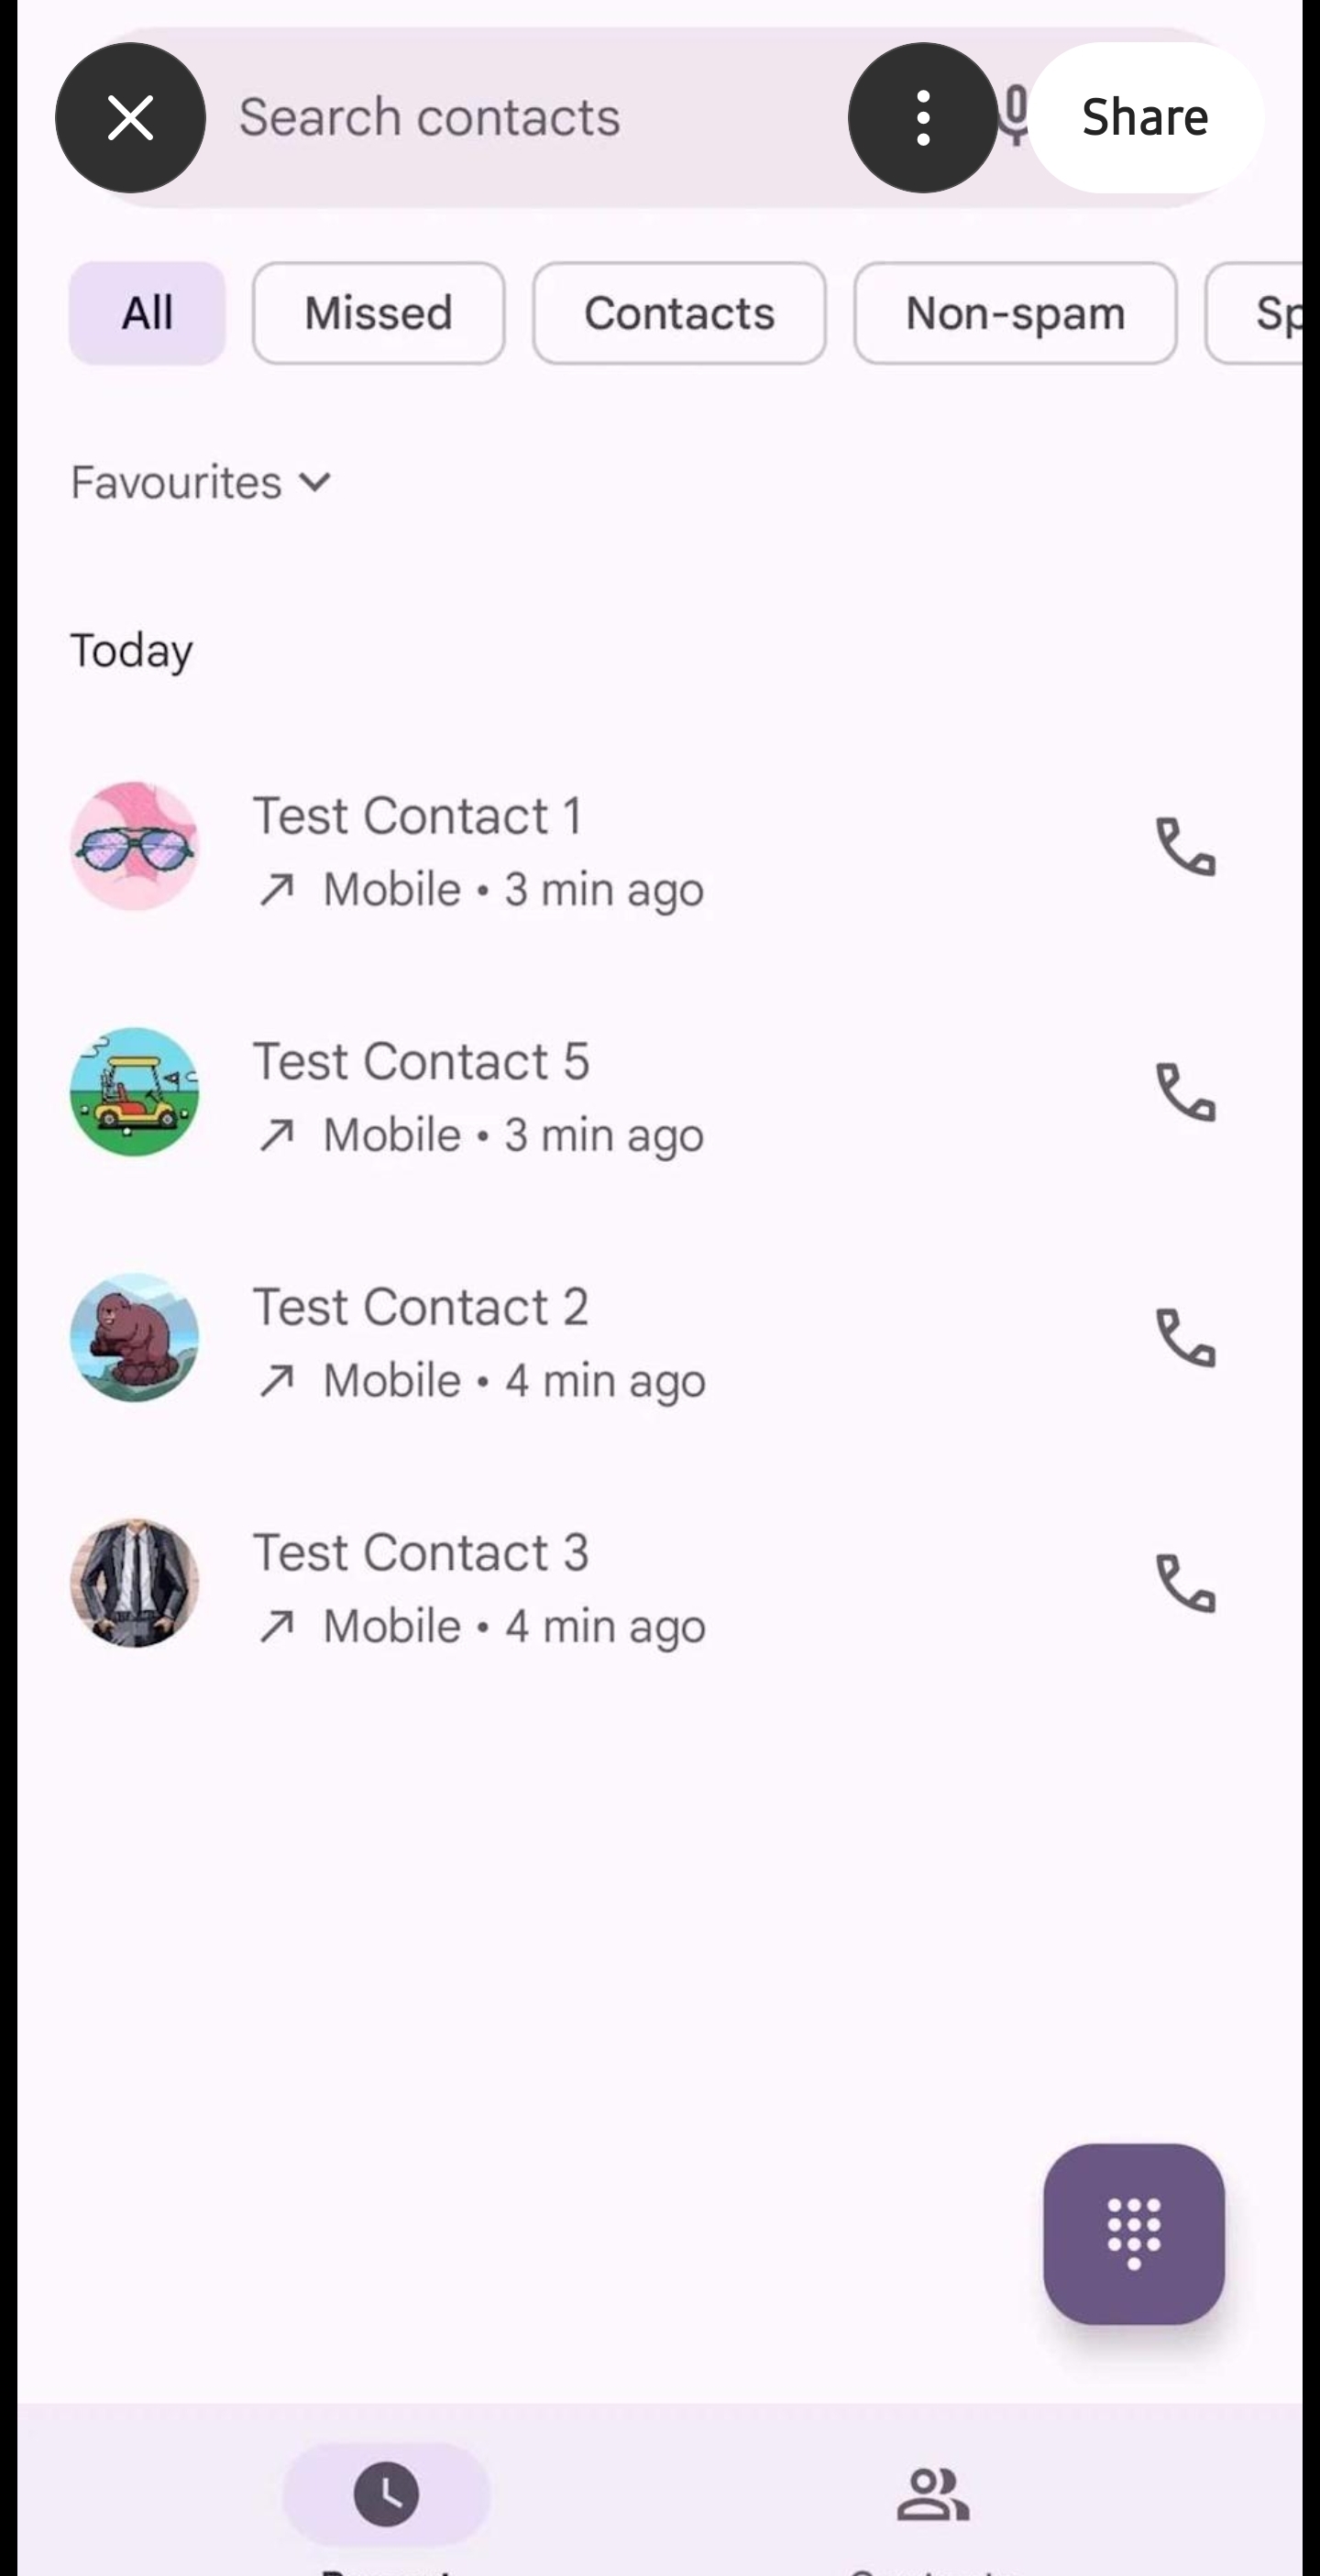 Search contacts
Share
All
Missed
Contacts
Non-spam
Favourites
Today
Test Contact 1
Mobile • 3 min ago
Test Contact 5
Mobile • 3 min ago
Test Contact 2
Mobile • 4 min ago
Test Contact 3
Mobile • 4 min ago